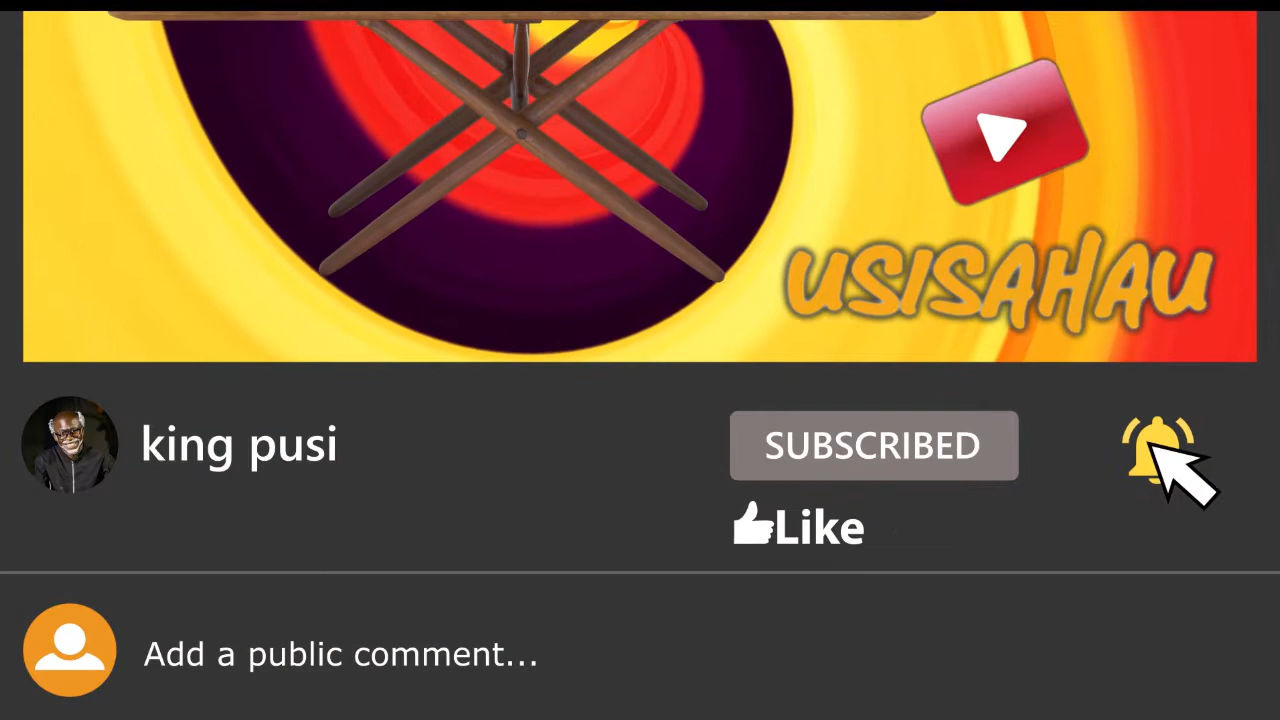 USISAHAU
king pusi
SUBSCRIBED
Like
Add a public comment...